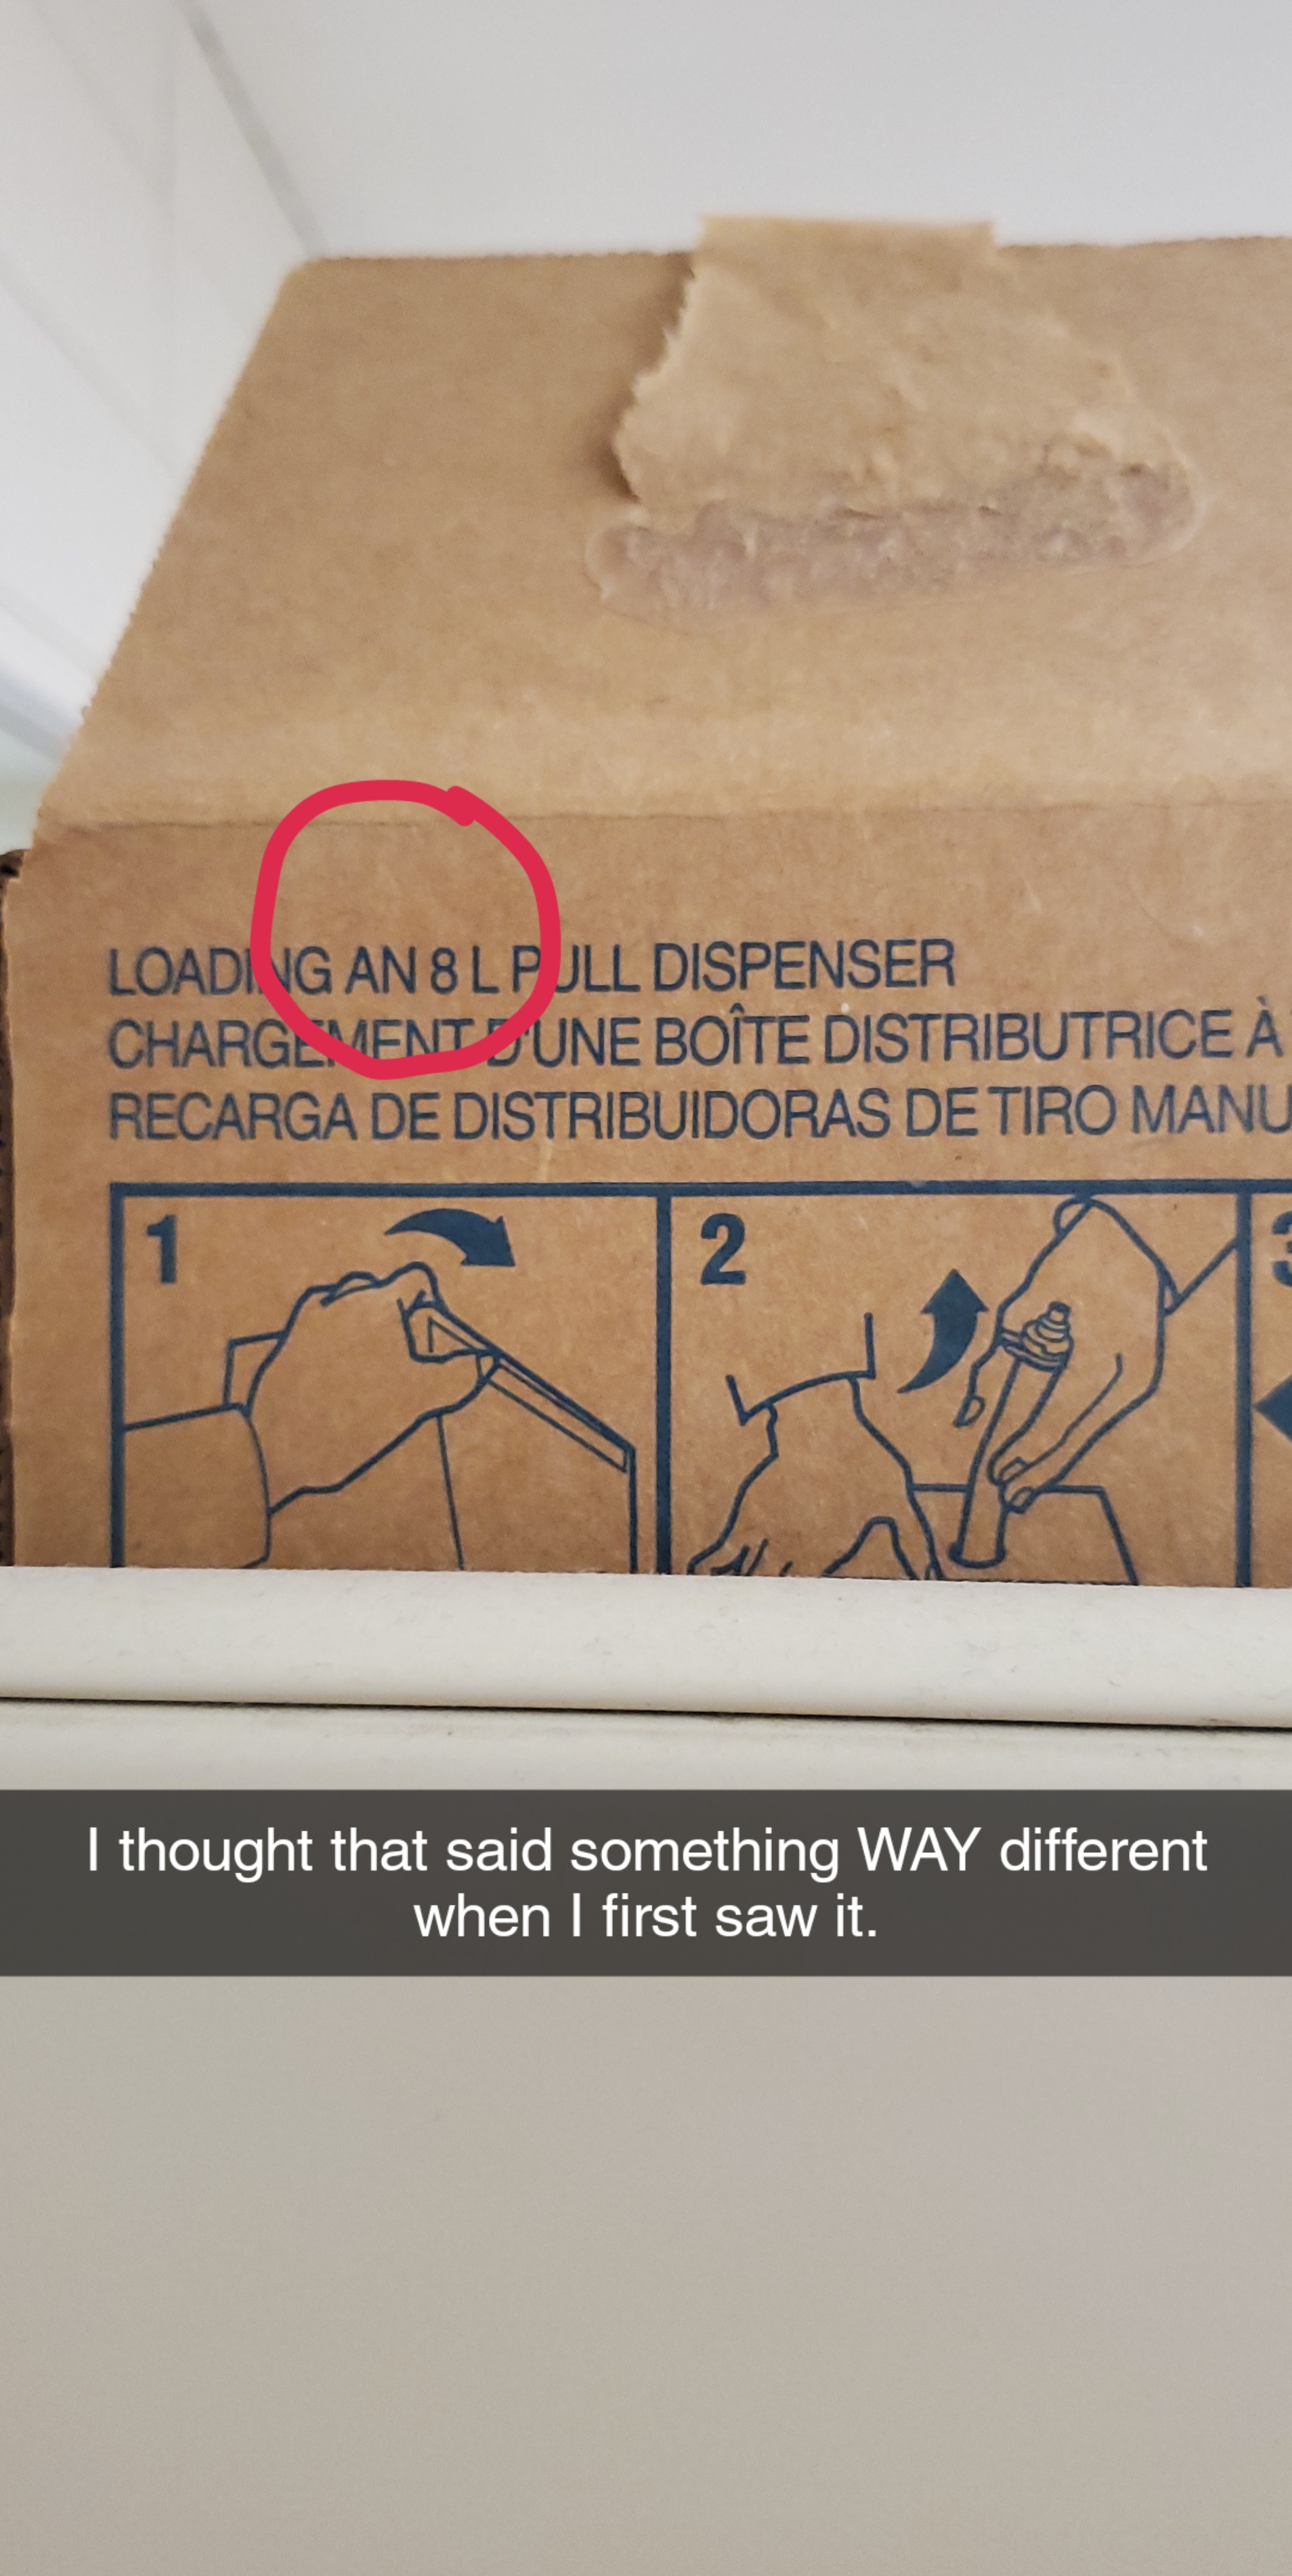 LOADING AN 8 L PULL DISPENSER
CHARGEMENT D'UNE BOÎTE DISTRIBUTRICE À
RECARGA DE DISTRIBUIDORAS DE TIRO MANU
1
2
3
I thought that said something WAY different
when I first saw it.